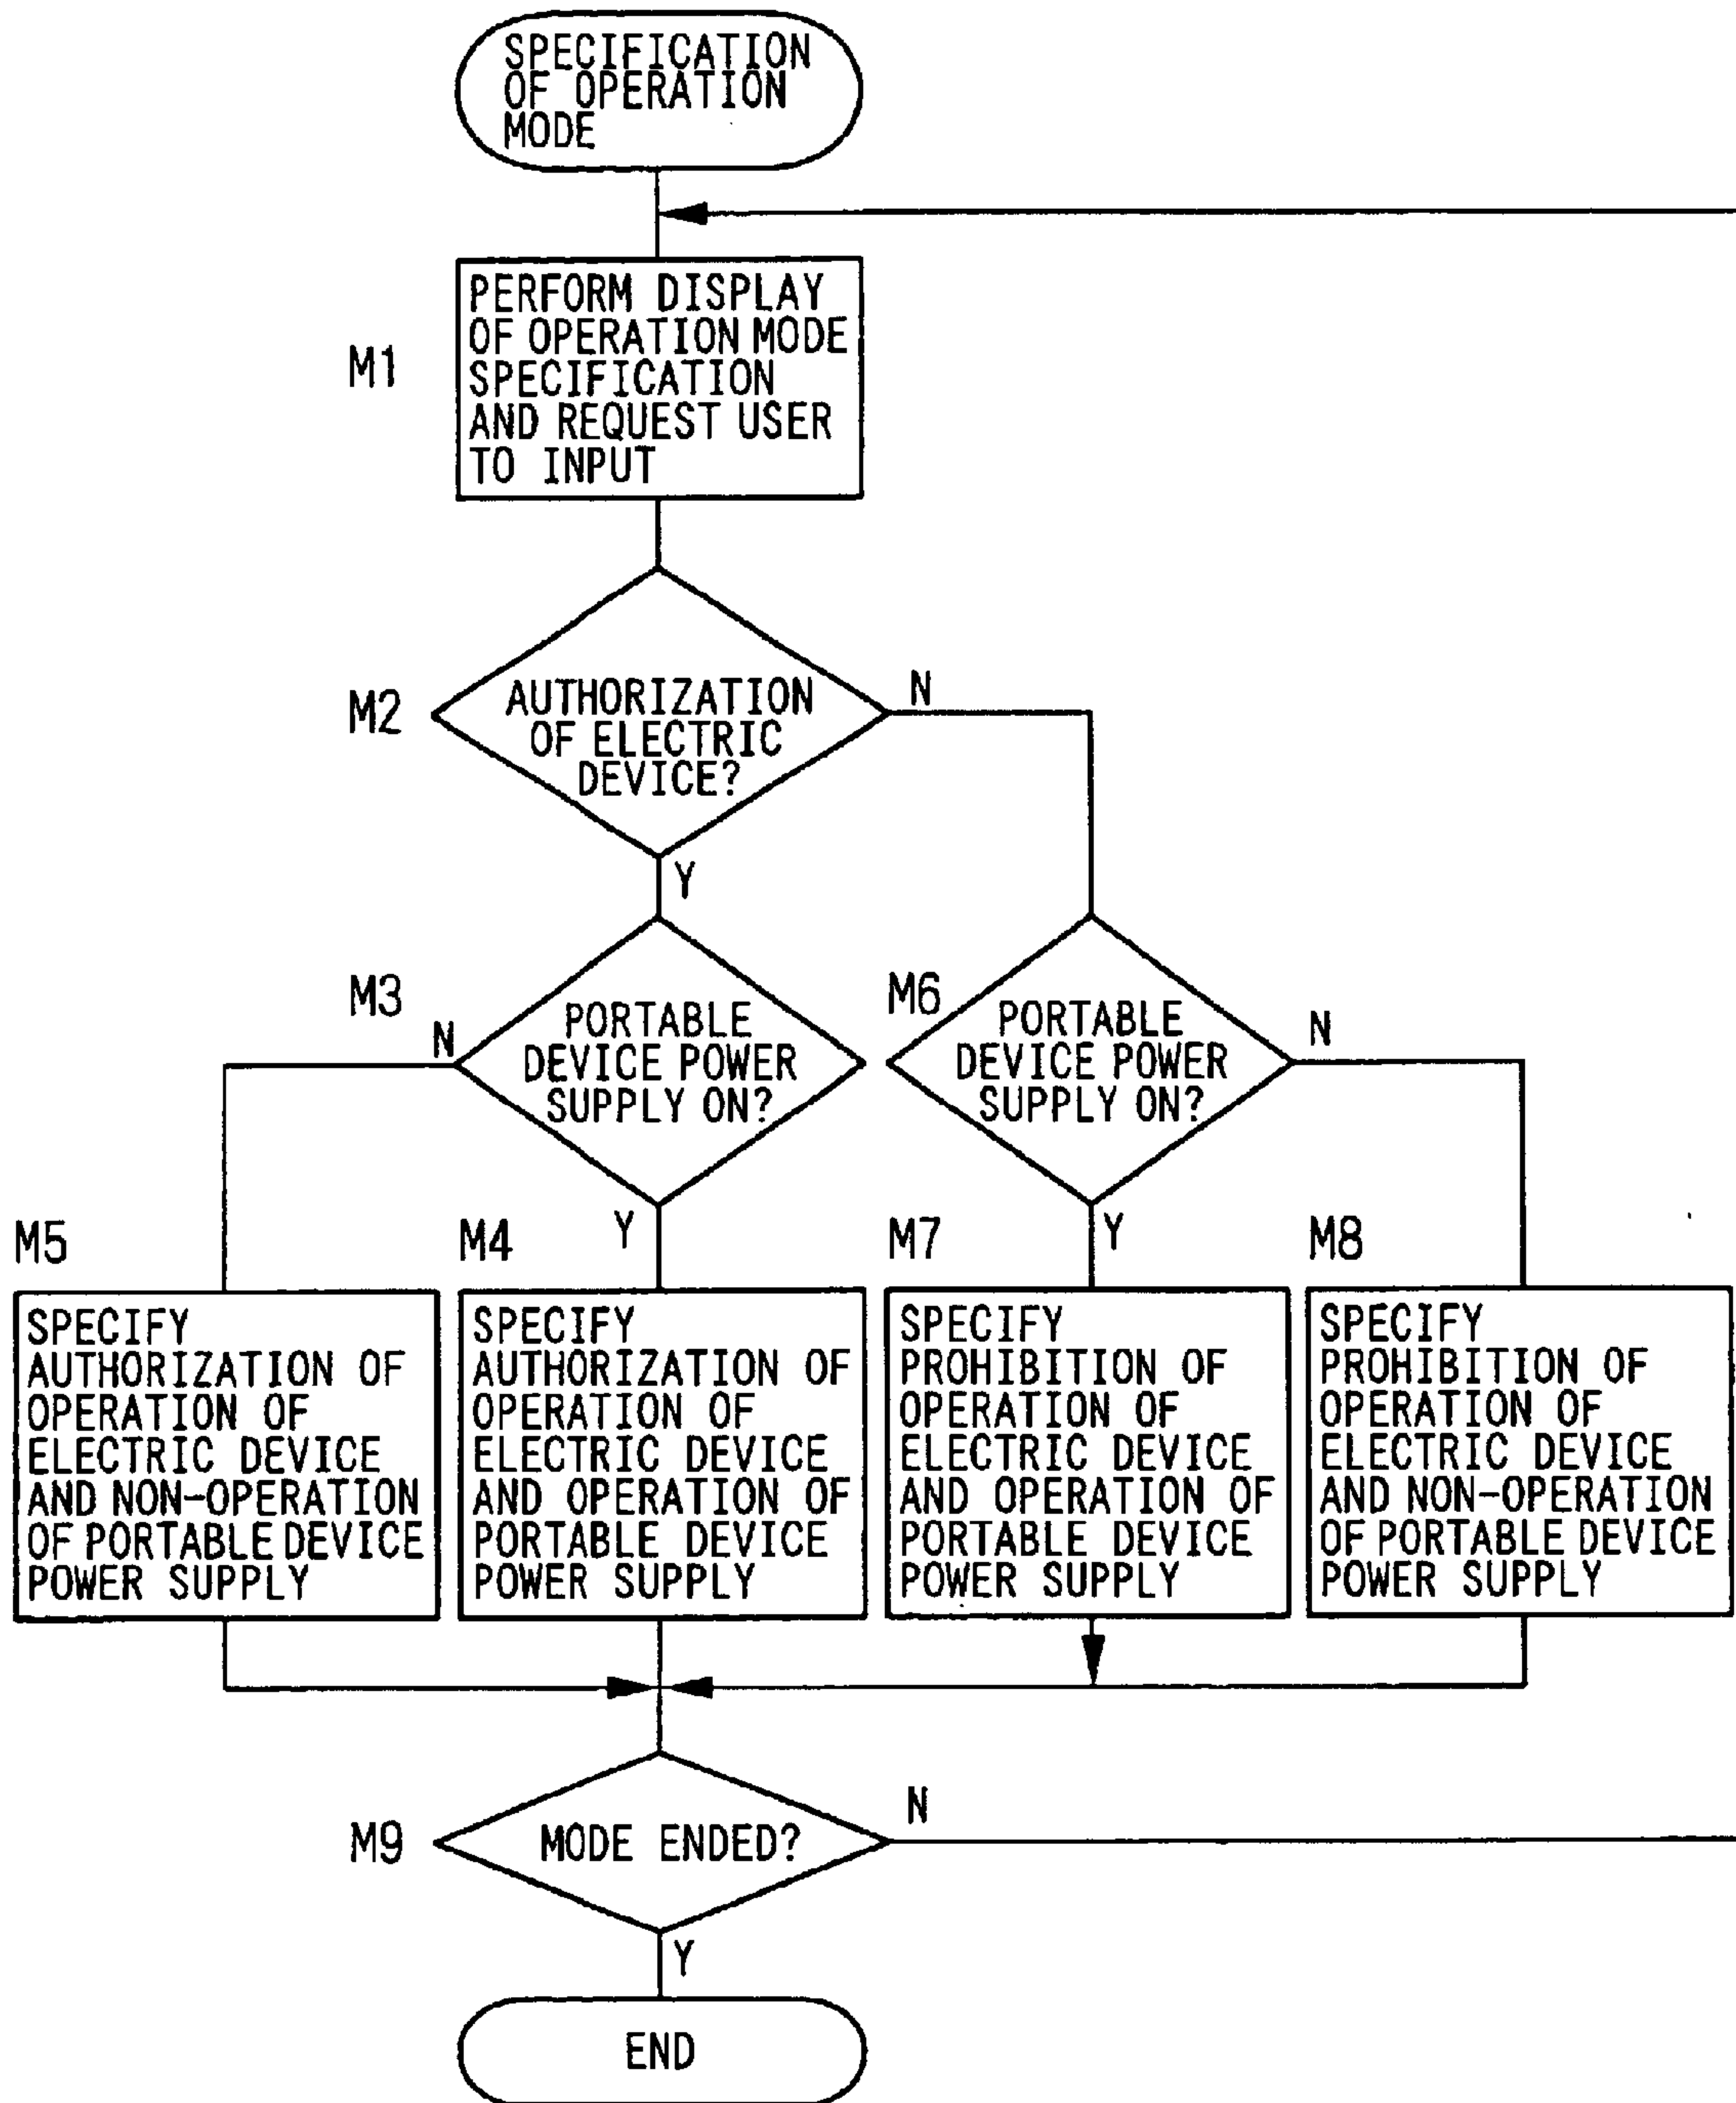 SPECIFICATION
OF OPERATION
MODE
M1
PERFORM DISPLAY
OF OPERATION MODE
SPECIFICATION
AND REQUEST USER
TO INPUT
M2
AUTHORIZATION
OF ELECTRIC
DEVICE?
N
Y
M3
N
PORTABLE
DEVICE POWER
SUPPLY ON?
Y
M6
PORTABLE
DEVICE POWER
SUPPLY ON?
N
Y
M5
SPECIFY
AUTHORIZATION OF
OPERATION OF
ELECTRIC DEVICE
AND NON-OPERATION
OF PORTABLE DEVICE
POWER SUPPLY
M4
SPECIFY
AUTHORIZATION OF
OPERATION OF
ELECTRIC DEVICE
AND OPERATION OF
PORTABLE DEVICE
POWER SUPPLY
M7
SPECIFY
PROHIBITION OF
OPERATION OF
ELECTRIC DEVICE
AND OPERATION OF
PORTABLE DEVICE
POWER SUPPLY
M8
SPECIFY
PROHIBITION OF
OPERATION OF
ELECTRIC DEVICE
AND NON-OPERATION
OF PORTABLE DEVICE
POWER SUPPLY
M9
MODE ENDED?
N
Y
END